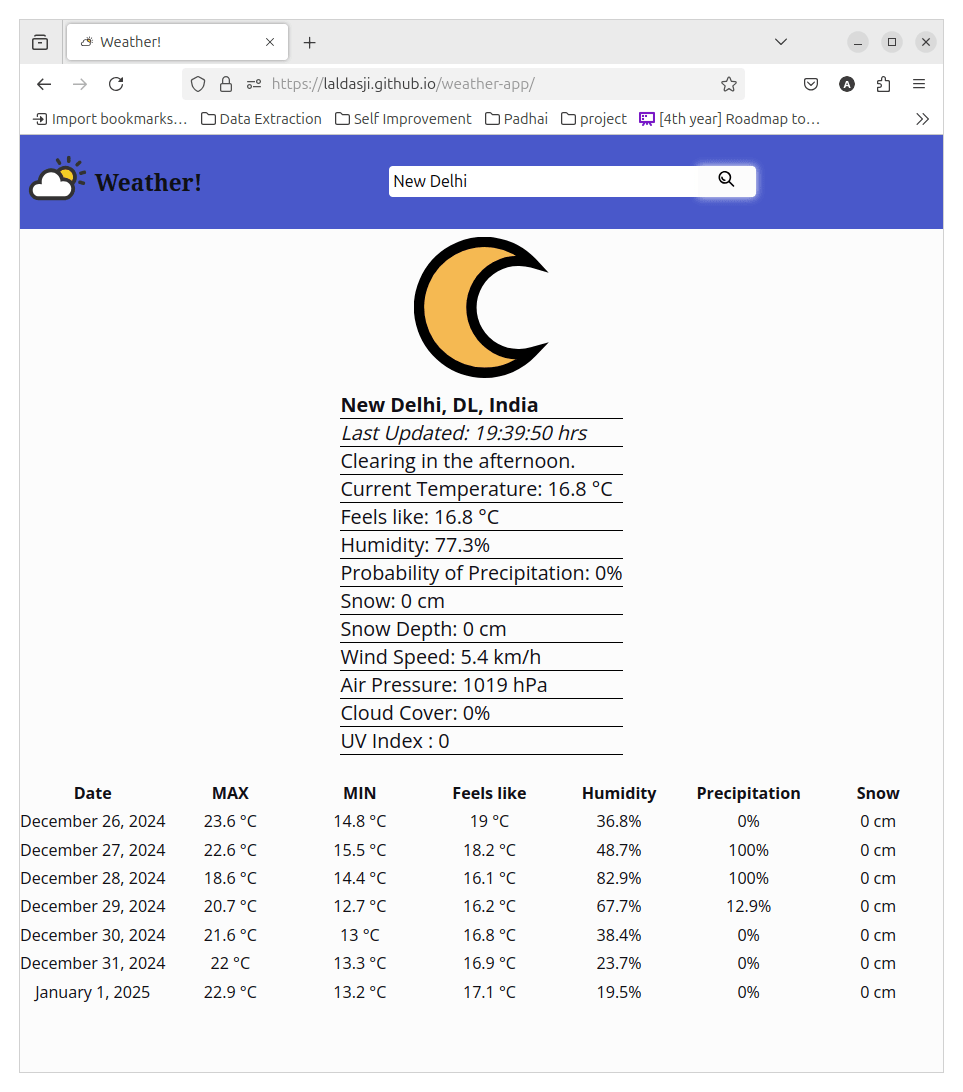 Weather!
https://laldasji.github.io/weather-app/
A
Import bookmarks… Data Extraction Self Improvement Padhai project [4th year] Roadmap to…
Weather!
New Delhi
New Delhi, DL, India
Last Updated: 19:39:50 hrs
Clearing in the afternoon.
Current Temperature: 16.8 °C
Feels like: 16.8 °C
Humidity: 77.3%
Probability of Precipitation: 0%
Snow: 0 cm
Snow Depth: 0 cm
Wind Speed: 5.4 km/h
Air Pressure: 1019 hPa
Cloud Cover: 0%
UV Index : 0
Date MAX MIN Feels like Humidity Precipitation Snow
December 26, 2024 23.6 °C 14.8 °C 19 °C 36.8% 0% 0 cm
December 27, 2024 22.6 °C 15.5 °C 18.2 °C 48.7% 100% 0 cm
December 28, 2024 18.6 °C 14.4 °C 16.1 °C 82.9% 100% 0 cm
December 29, 2024 20.7 °C 12.7 °C 16.2 °C 67.7% 12.9% 0 cm
December 30, 2024 21.6 °C 13 °C 16.8 °C 38.4% 0% 0 cm
December 31, 2024 22 °C 13.3 °C 16.9 °C 23.7% 0% 0 cm
January 1, 2025 22.9 °C 13.2 °C 17.1 °C 19.5% 0% 0 cm